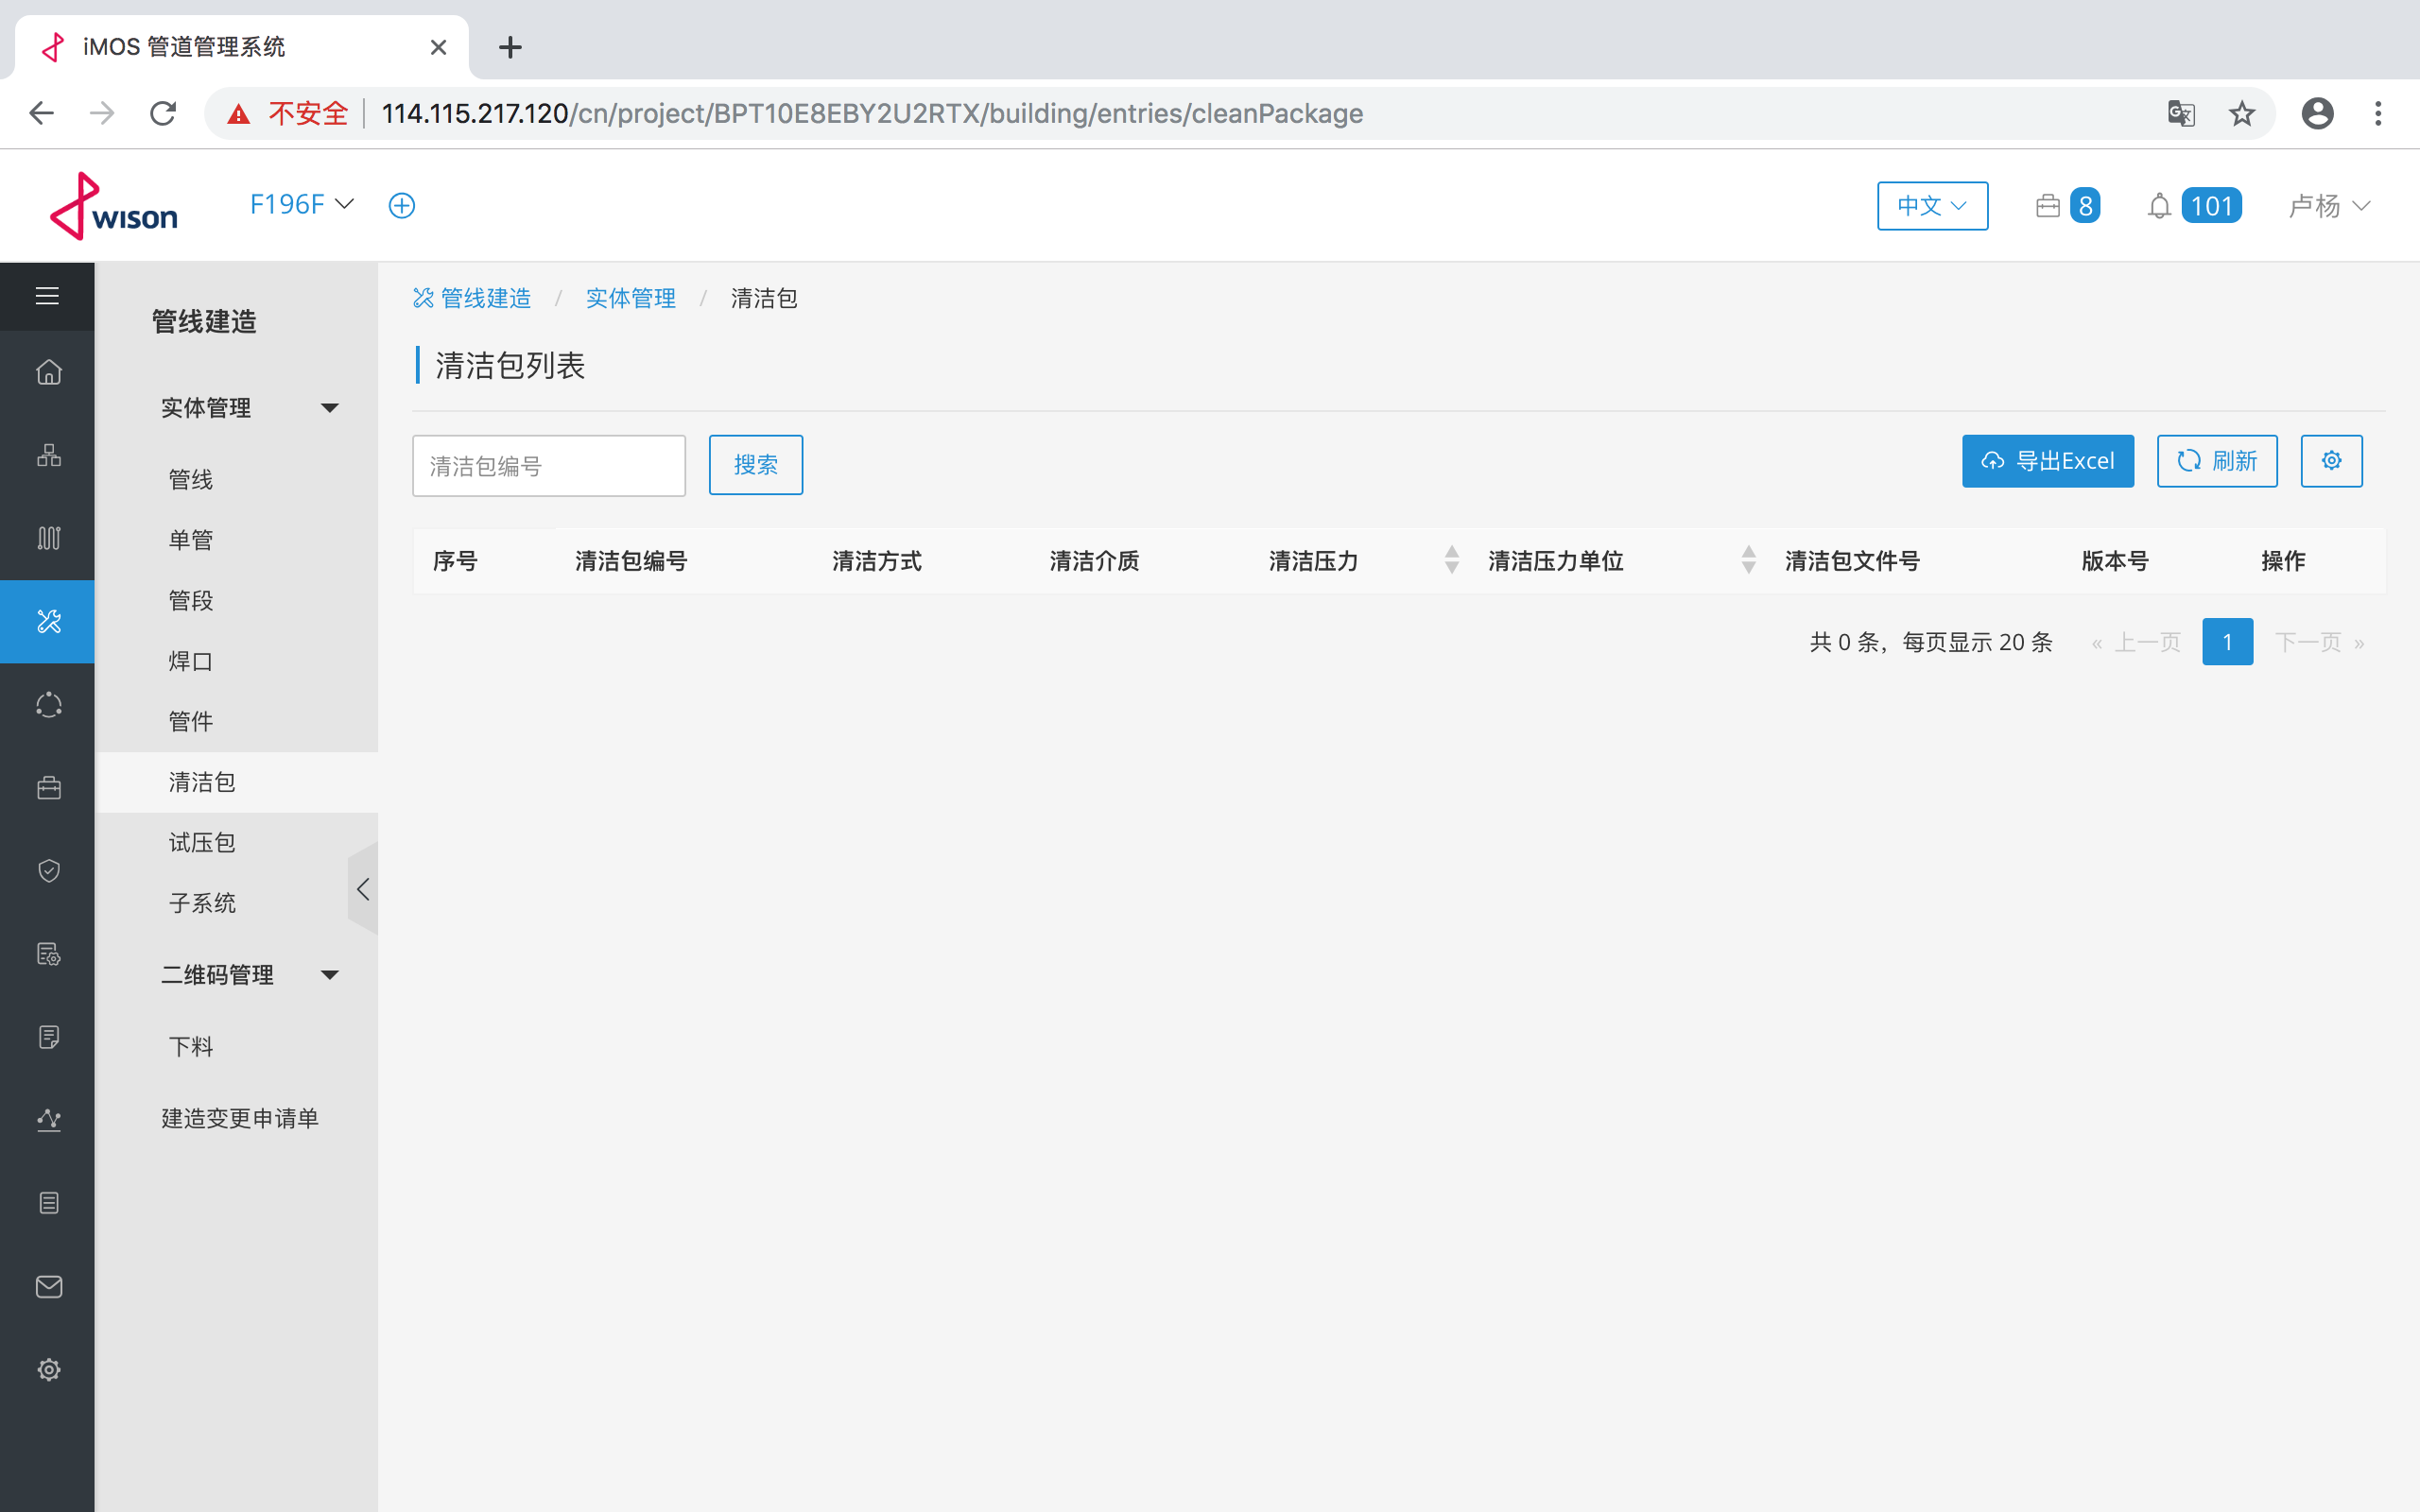 iMOS 管道管理系统
不安全 114.115.217.120/cn/project/BPT10E8EBY2U2RTX/building/entries/cleanPackage
wison F196F 中文 8 101 卢杨
管线建造 / 实体管理 / 清洁包
管线建造
清洁包列表
实体管理
清洁包编号 搜索 导出Excel 刷新
管线
单管
管段
焊口
管件
清洁包
试压包
子系统
二维码管理
下料
建造变更申请单
序号 清洁包编号 清洁方式 清洁介质 清洁压力 清洁压力单位 清洁包文件号 版本号 操作
共 0 条，每页显示 20 条 « 上一页 1 下一页 »